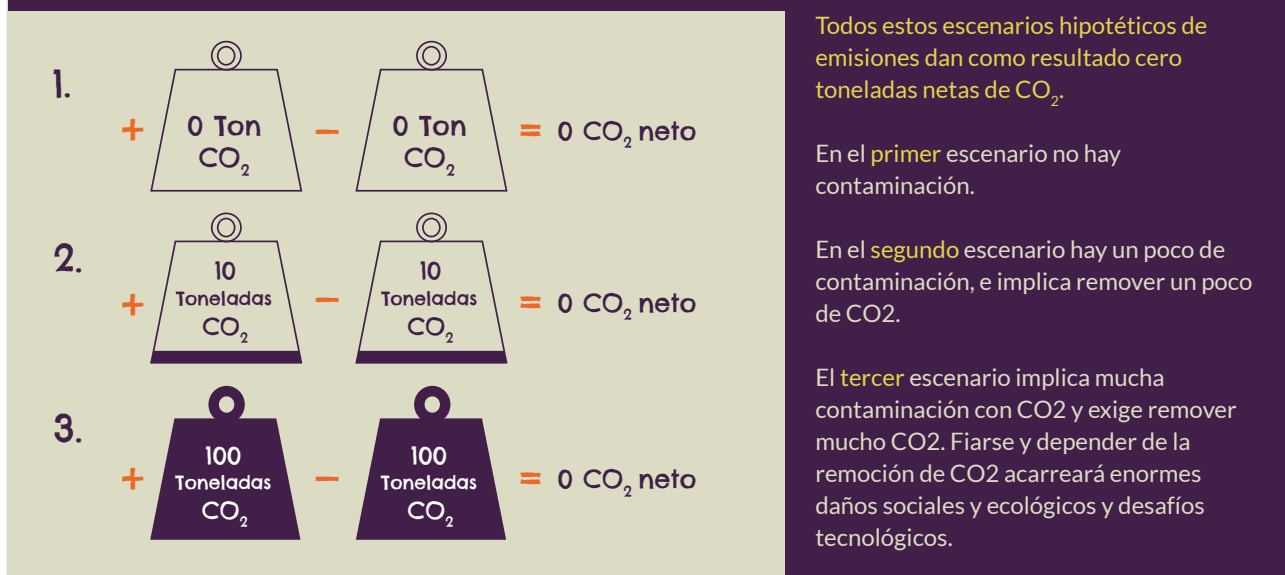 1.
+ 0 Ton CO₂ − 0 Ton CO₂ = 0 CO₂ neto
2.
+ 10 Toneladas CO₂ − 10 Toneladas CO₂ = 0 CO₂ neto
3.
+ 100 Toneladas CO₂ − 100 Toneladas CO₂ = 0 CO₂ neto
Todos estos escenarios hipotéticos de
emisiones dan como resultado cero
toneladas netas de CO₂.
En el primer escenario no hay
contaminación.
En el segundo escenario hay un poco de
contaminación, e implica remover un poco
de CO2.
El tercer escenario implica mucha
contaminación con CO2 y exige remover
mucho CO2. Fiarse y depender de la
remoción de CO2 acarreará enormes
daños sociales y ecológicos y desafíos
tecnológicos.